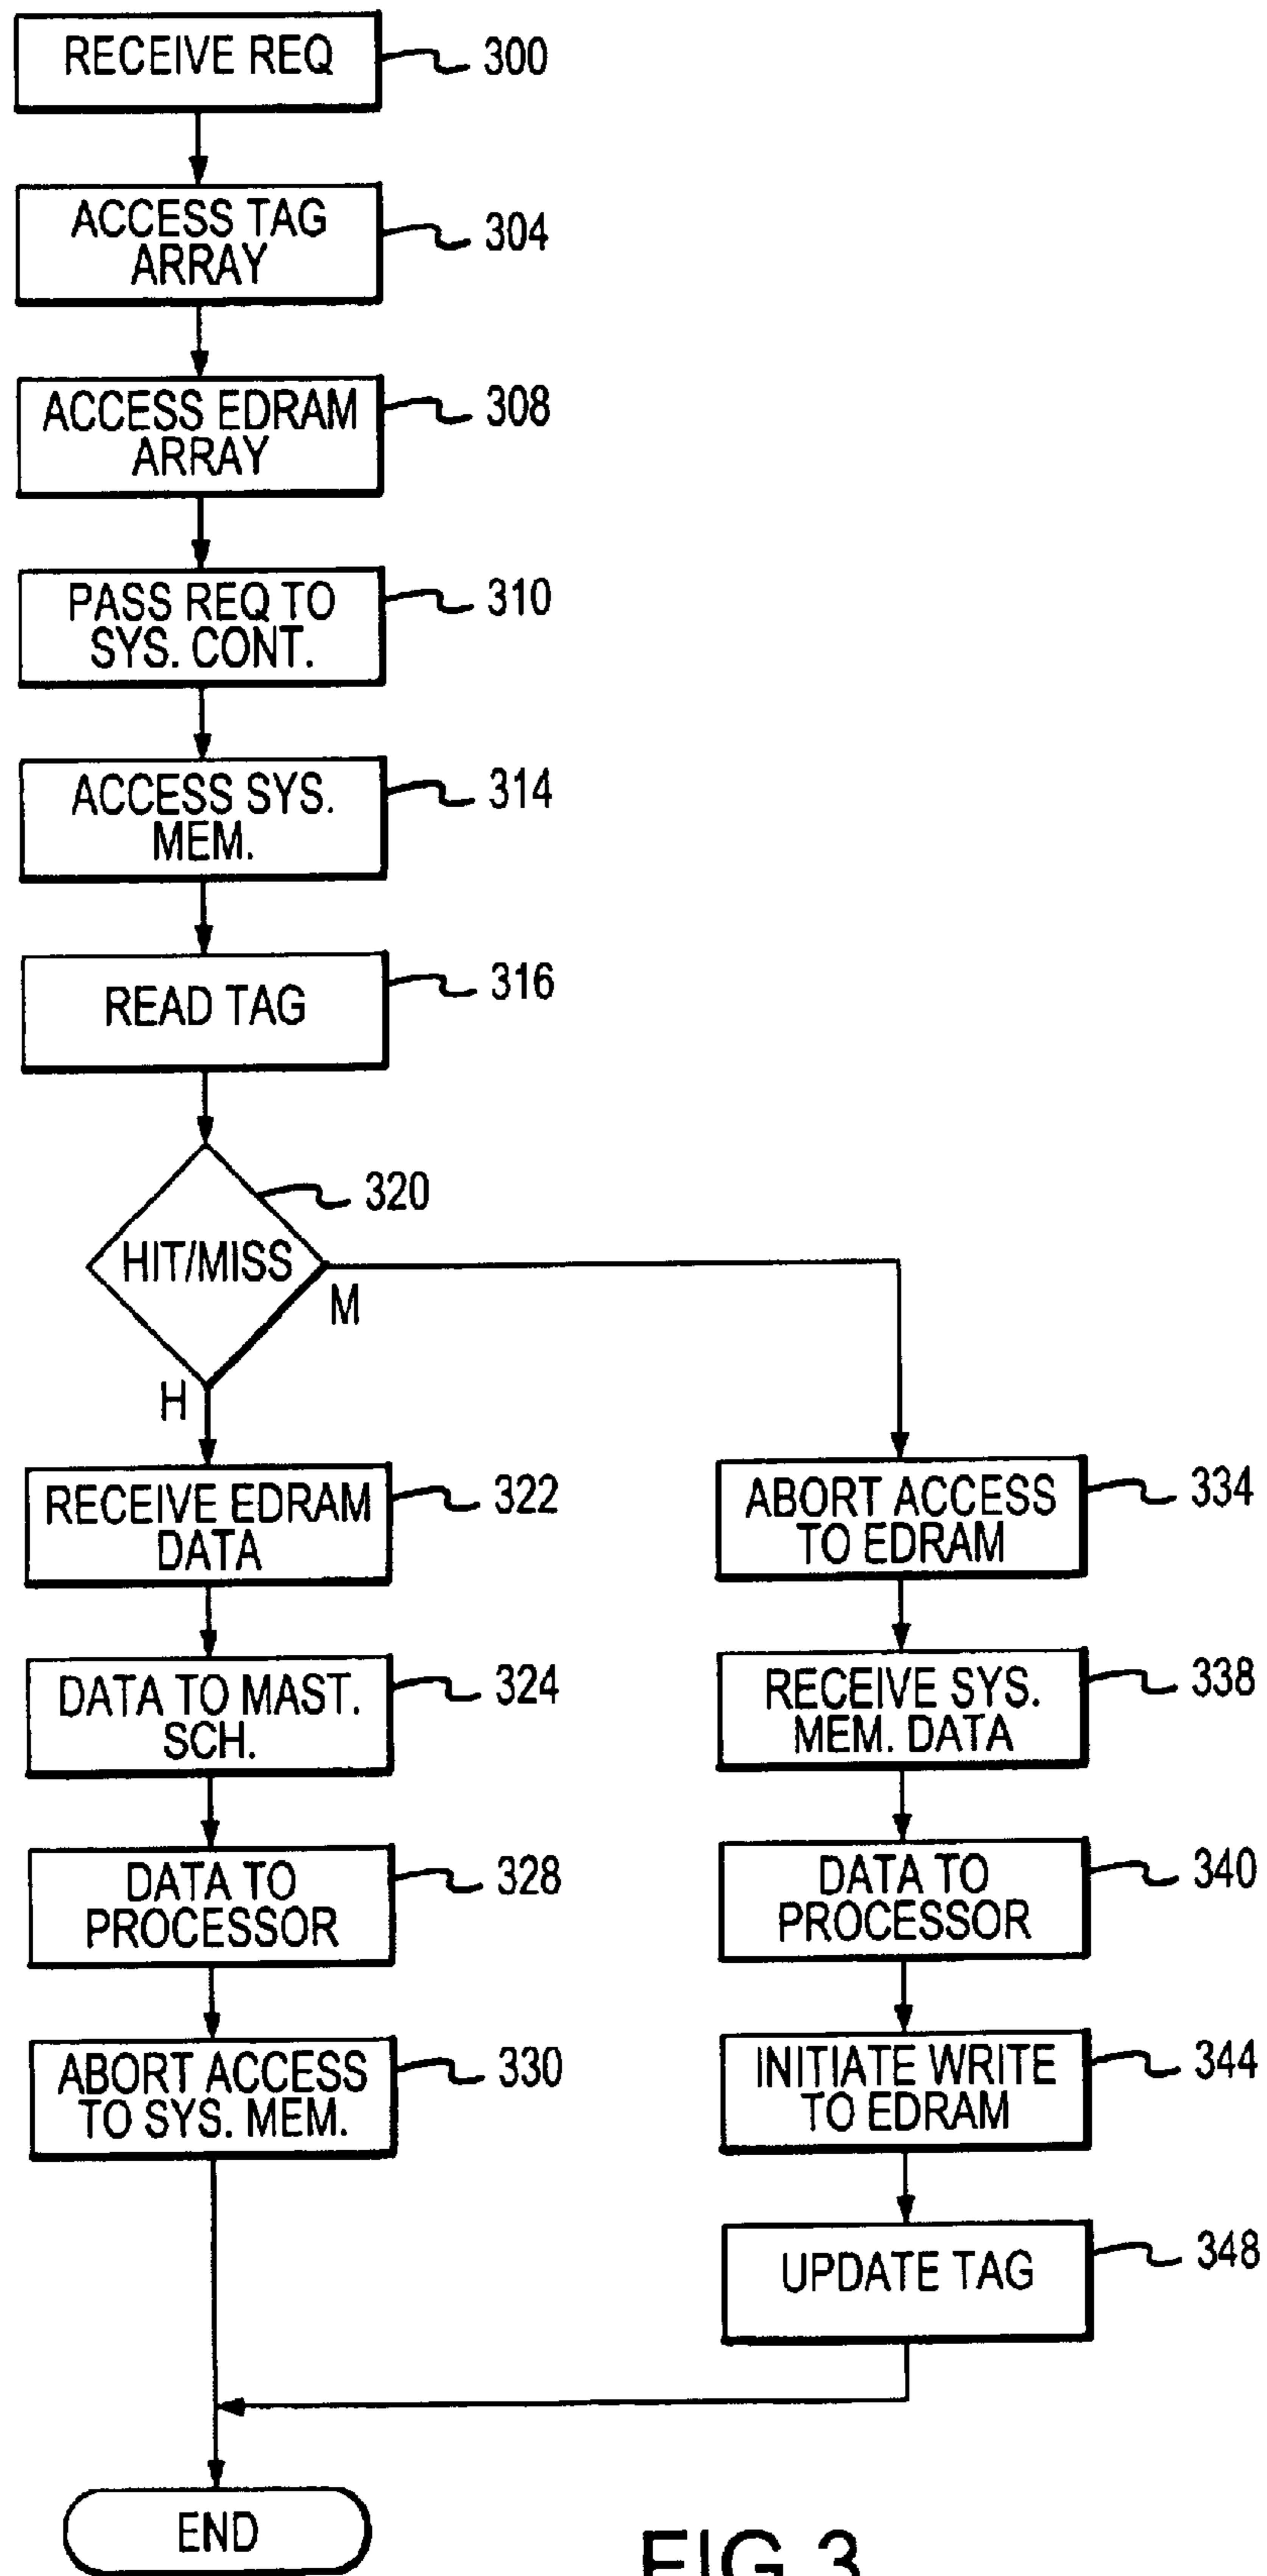 RECEIVE REQ
300
ACCESS TAG
ARRAY
304
ACCESS EDRAM
ARRAY
308
PASS REQ TO
SYS. CONT.
310
ACCESS SYS.
MEM.
314
READ TAG
316
HIT/MISS
320
M
H
RECEIVE EDRAM
DATA
322
DATA TO MAST.
SCH.
324
DATA TO
PROCESSOR
328
ABORT ACCESS
TO SYS. MEM.
330
ABORT ACCESS
TO EDRAM
334
RECEIVE SYS.
MEM. DATA
338
DATA TO
PROCESSOR
340
INITIATE WRITE
TO EDRAM
344
UPDATE TAG
348
END
FIG.3